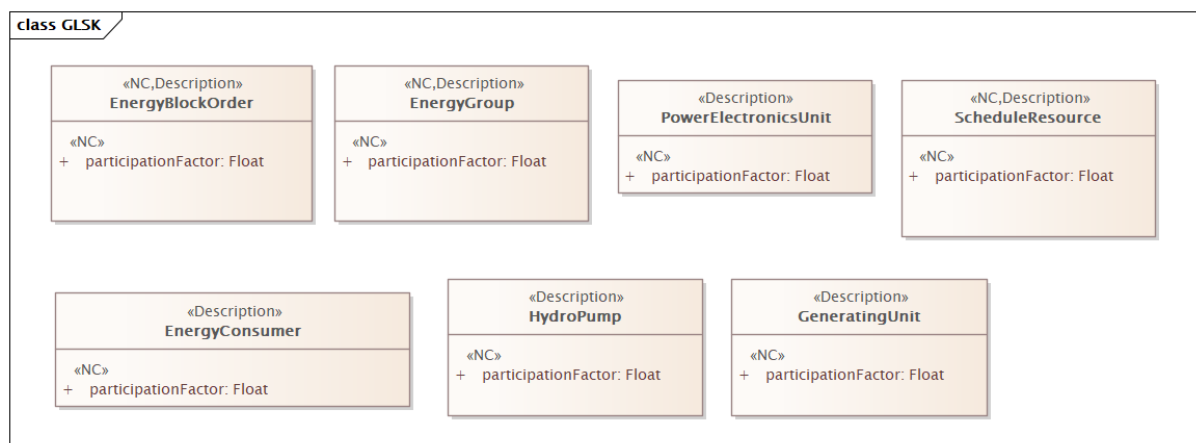 class GLSK
«NC,Description»
EnergyBlockOrder
«NC»
+ participationFactor: Float
«NC,Description»
EnergyGroup
«NC»
+ participationFactor: Float
«Description»
PowerElectronicsUnit
«NC»
+ participationFactor: Float
«NC,Description»
ScheduleResource
«NC»
+ participationFactor: Float
«Description»
EnergyConsumer
«NC»
+ participationFactor: Float
«Description»
HydroPump
«NC»
+ participationFactor: Float
«Description»
GeneratingUnit
«NC»
+ participationFactor: Float